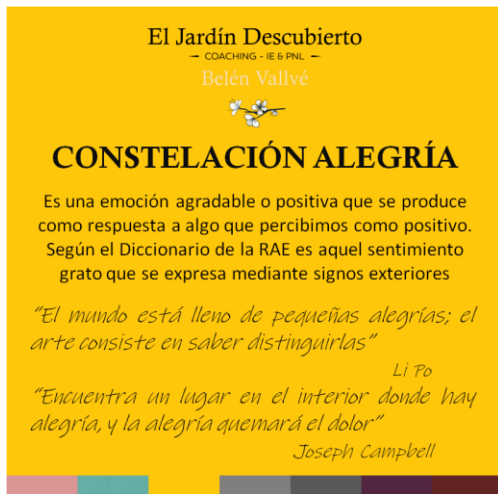 El Jardín Descubierto
COACHING - IE & PNL
Belén Vallvé
CONSTELACIÓN ALEGRÍA
Es una emoción agradable o positiva que se produce
como respuesta a algo que percibimos como positivo.
Según el Diccionario de la RAE es aquel sentimiento
grato que se expresa mediante signos exteriores
"El mundo está lleno de pequeñas alegrías; el
arte consiste en saber distinguirlas"
Li Po
"Encuentra un lugar en el interior donde hay
alegría, y la alegría quemará el dolor"
Joseph Campbell